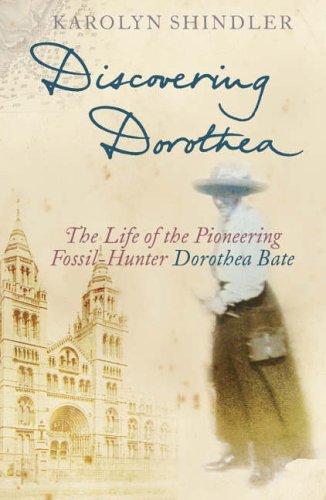 KAROLYN SHINDLER
Discovering
Dorothea
The Life of the Pioneering
Fossil-Hunter Dorothea Bate